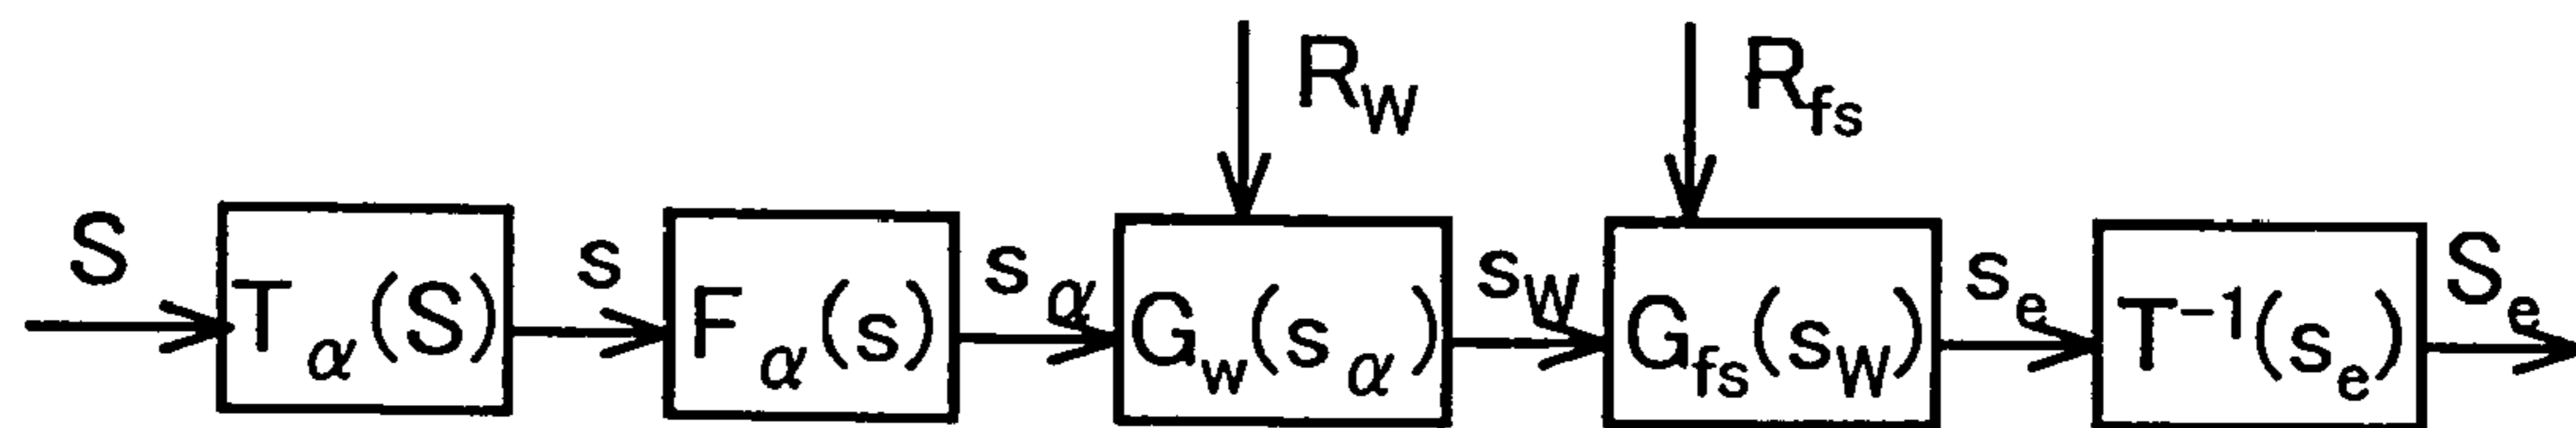 R_W R_fs
S T_α(S) s F_α(s) s_α G_w(s_α) s_W G_fs(s_W) s_e T^-1(s_e) S_e